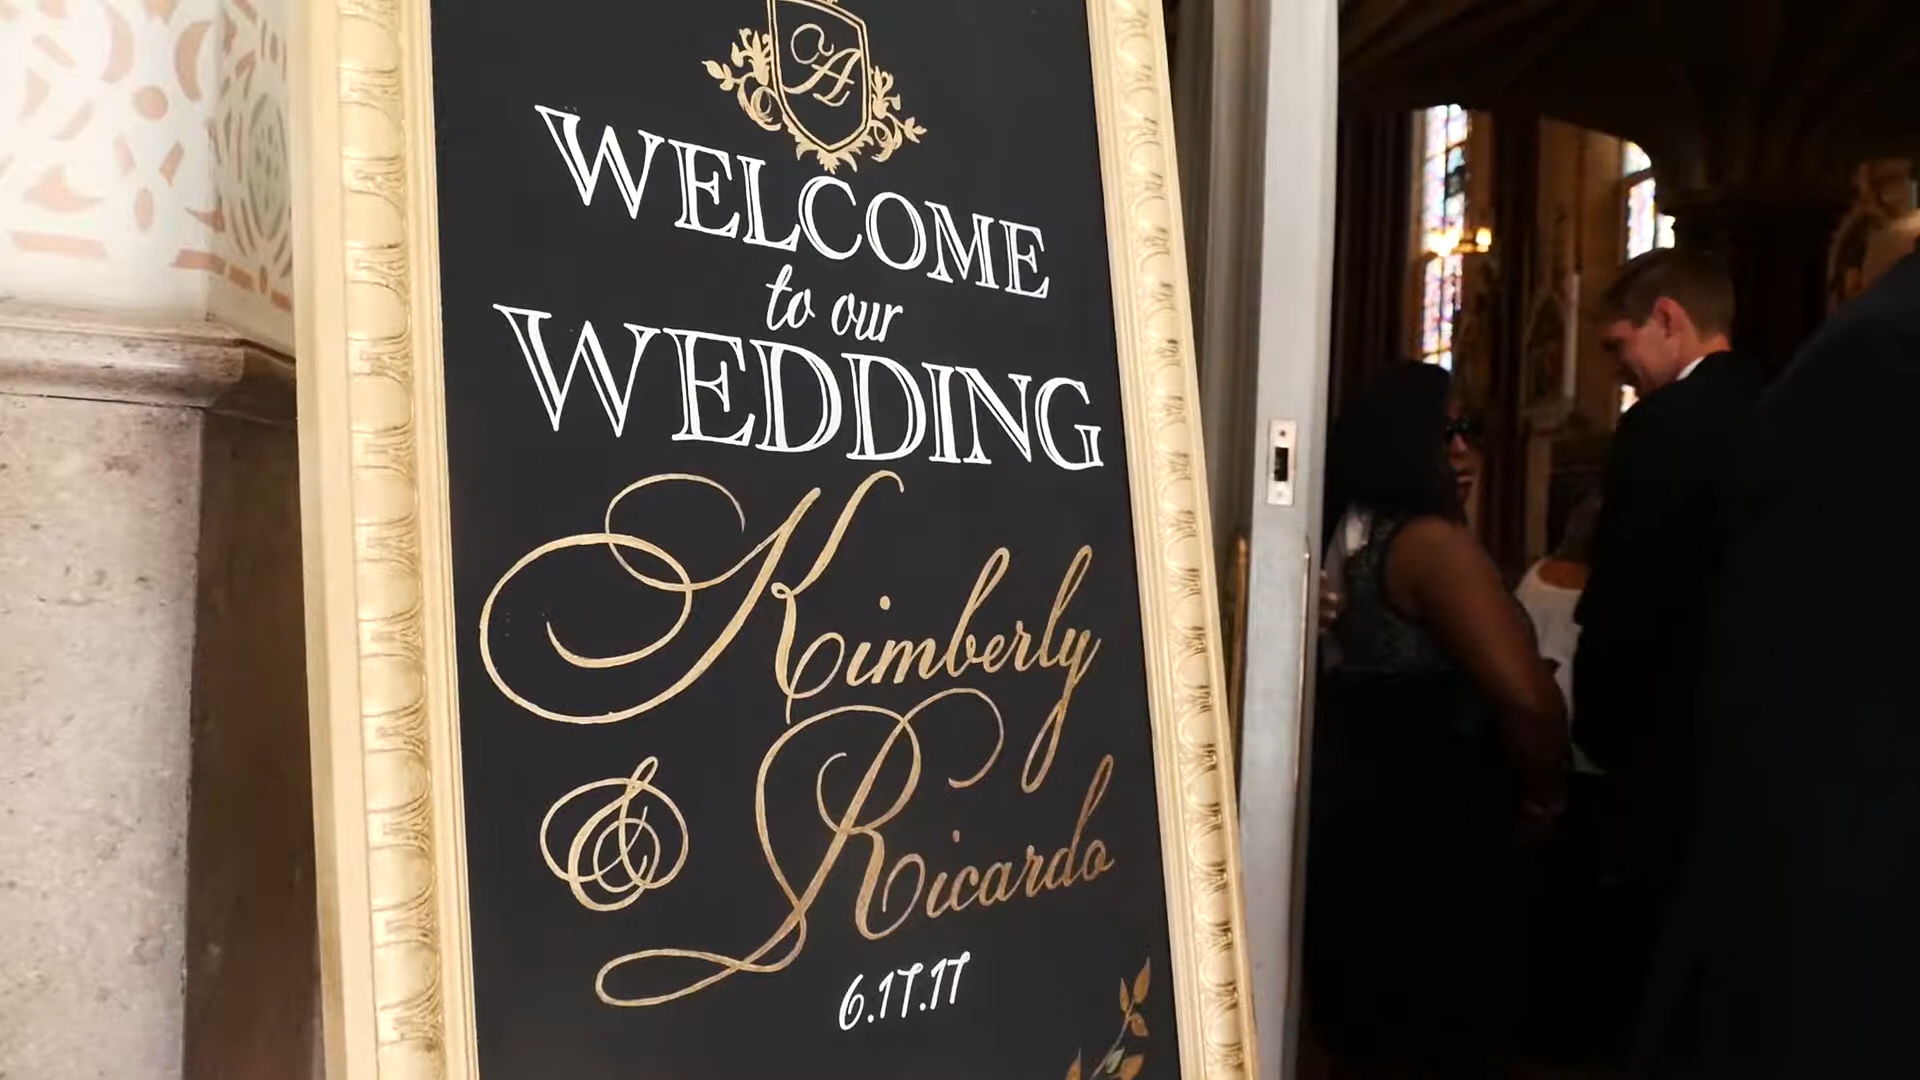 A
WELCOME
to our
WEDDING
Kimberly
& Ricardo
6.17.17